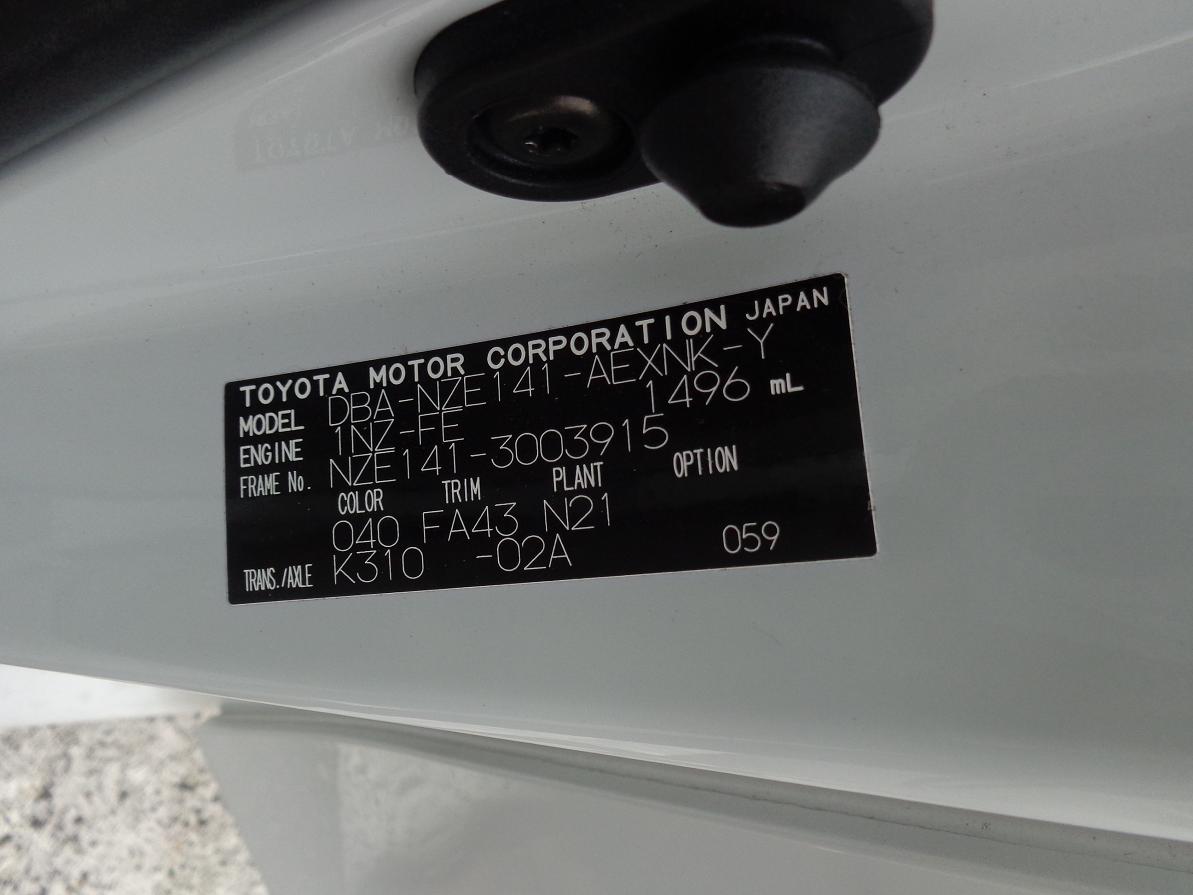 TOYOTA MOTOR CORPORATION JAPAN
MODEL DBA-NZE141-AEXNK-Y
ENGINE 1NZ-FE 1496 mL
FRAME No. NZE141-3003915
COLOR TRIM PLANT OPTION
040 FA43 N21
TRANS./AXLE K310 -02A 059